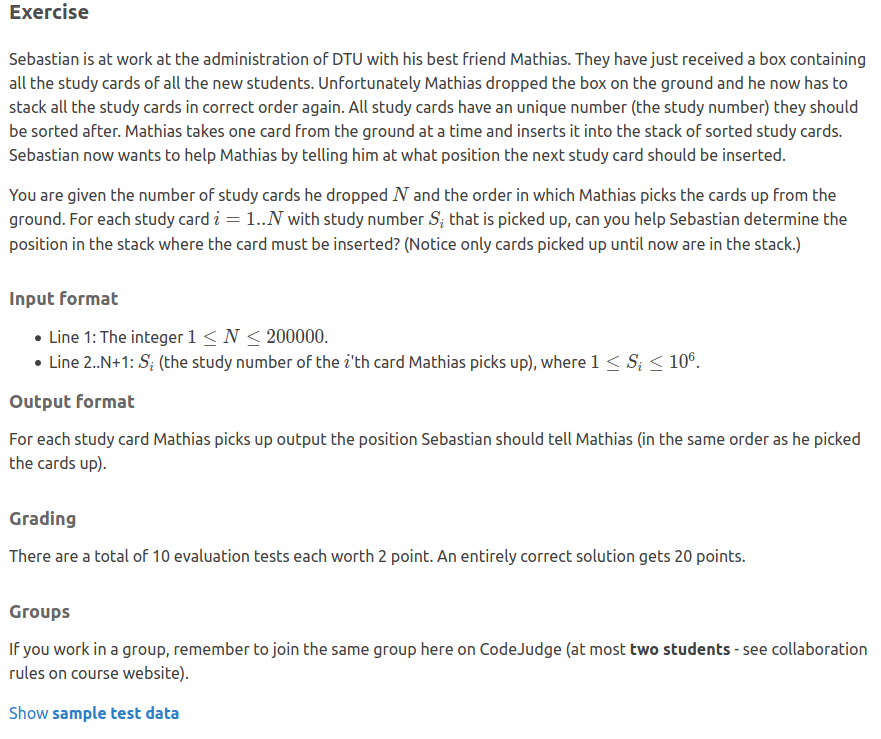 Exercise
Sebastian is at work at the administration of DTU with his best friend Mathias. They have just received a box containing
all the study cards of all the new students. Unfortunately Mathias dropped the box on the ground and he now has to
stack all the study cards in correct order again. All study cards have an unique number (the study number) they should
be sorted after. Mathias takes one card from the ground at a time and inserts it into the stack of sorted study cards.
Sebastian now wants to help Mathias by telling him at what position the next study card should be inserted.
You are given the number of study cards he dropped N and the order in which Mathias picks the cards up from the
ground. For each study card i = 1..N with study number Sᵢ that is picked up, can you help Sebastian determine the
position in the stack where the card must be inserted? (Notice only cards picked up until now are in the stack.)
Input format
• Line 1: The integer 1 ≤ N ≤ 200000.
• Line 2..N+1: Sᵢ (the study number of the i'th card Mathias picks up), where 1 ≤ Sᵢ ≤ 10⁶.
Output format
For each study card Mathias picks up output the position Sebastian should tell Mathias (in the same order as he picked
the cards up).
Grading
There are a total of 10 evaluation tests each worth 2 point. An entirely correct solution gets 20 points.
Groups
If you work in a group, remember to join the same group here on CodeJudge (at most two students - see collaboration
rules on course website).
Show sample test data